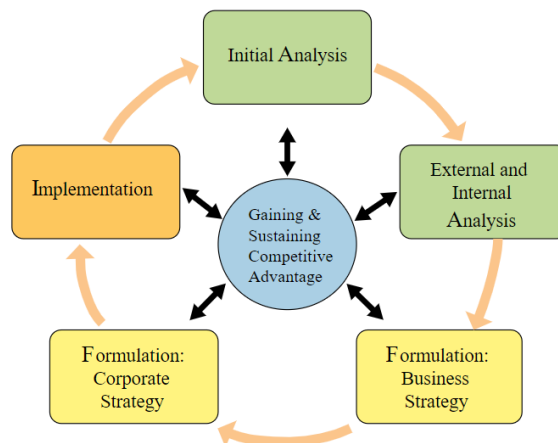 Initial Analysis
External and
Internal
Analysis
Implementation
Gaining &
Sustaining
Competitive
Advantage
Formulation:
Corporate
Strategy
Formulation:
Business
Strategy